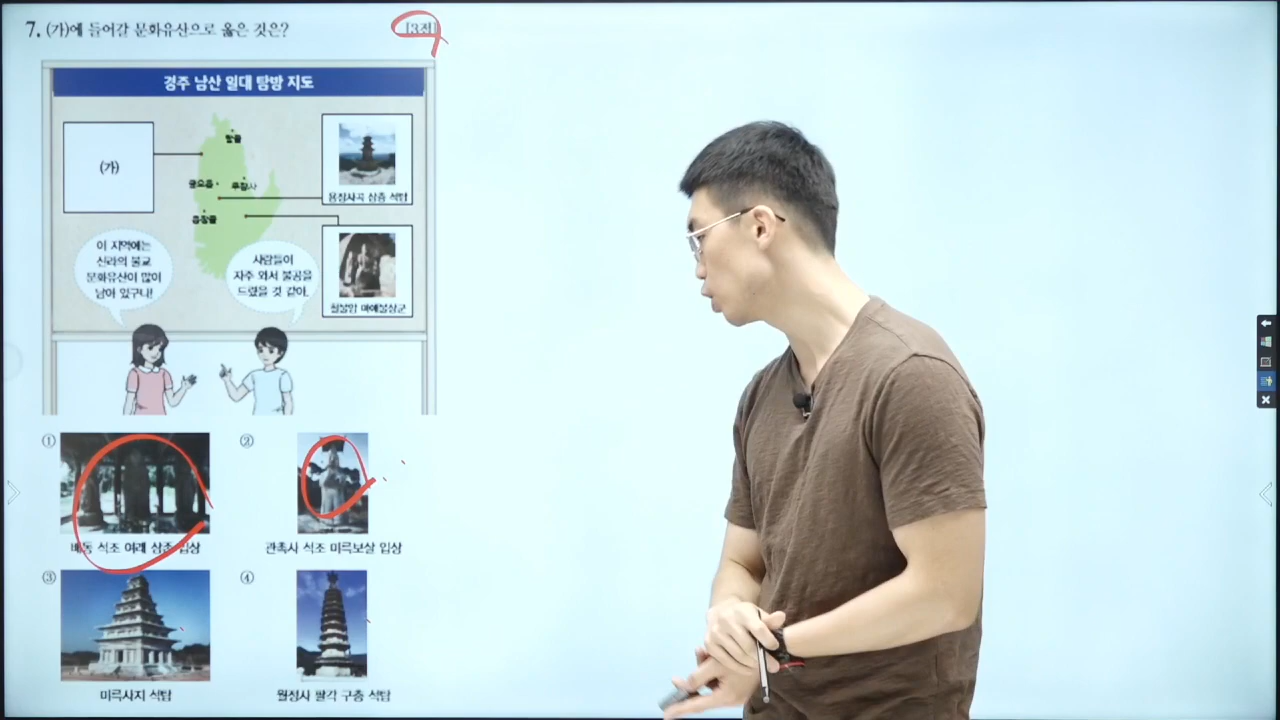 7. (가)에 들어갈 문화유산으로 옳은 것은? [3점]
경주 남산 일대 탐방 지도
(가)
탑골
용장사곡 삼층 석탑
이 지역에는
신라의 불교
문화유산이 많이
남아 있구나!
사람들이
자주 와서 불공을
드렸을 것 같아.
칠불암 마애불상군
① ②
배동 석조 여래 삼존 입상
관촉사 석조 미륵보살 입상
③ ④
미륵사지 석탑
월정사 팔각 구층 석탑